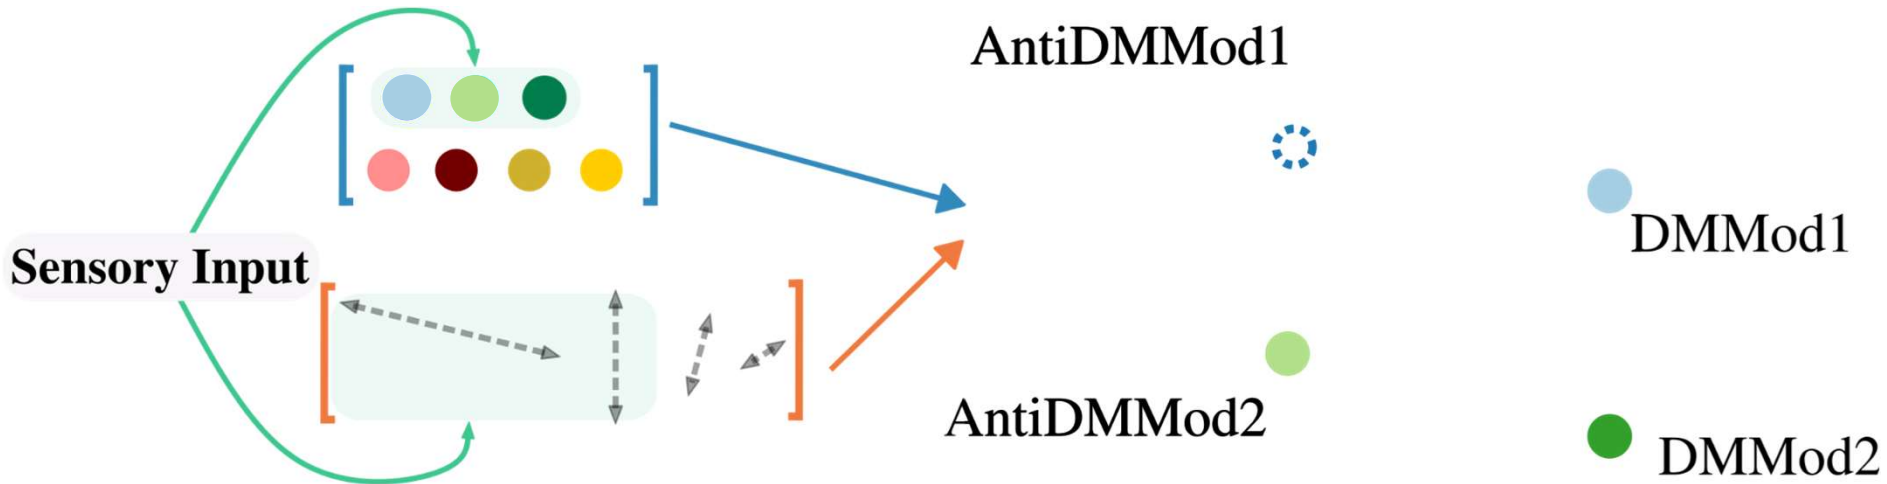 AntiDMMod1
DMMod1
Sensory Input
AntiDMMod2
DMMod2